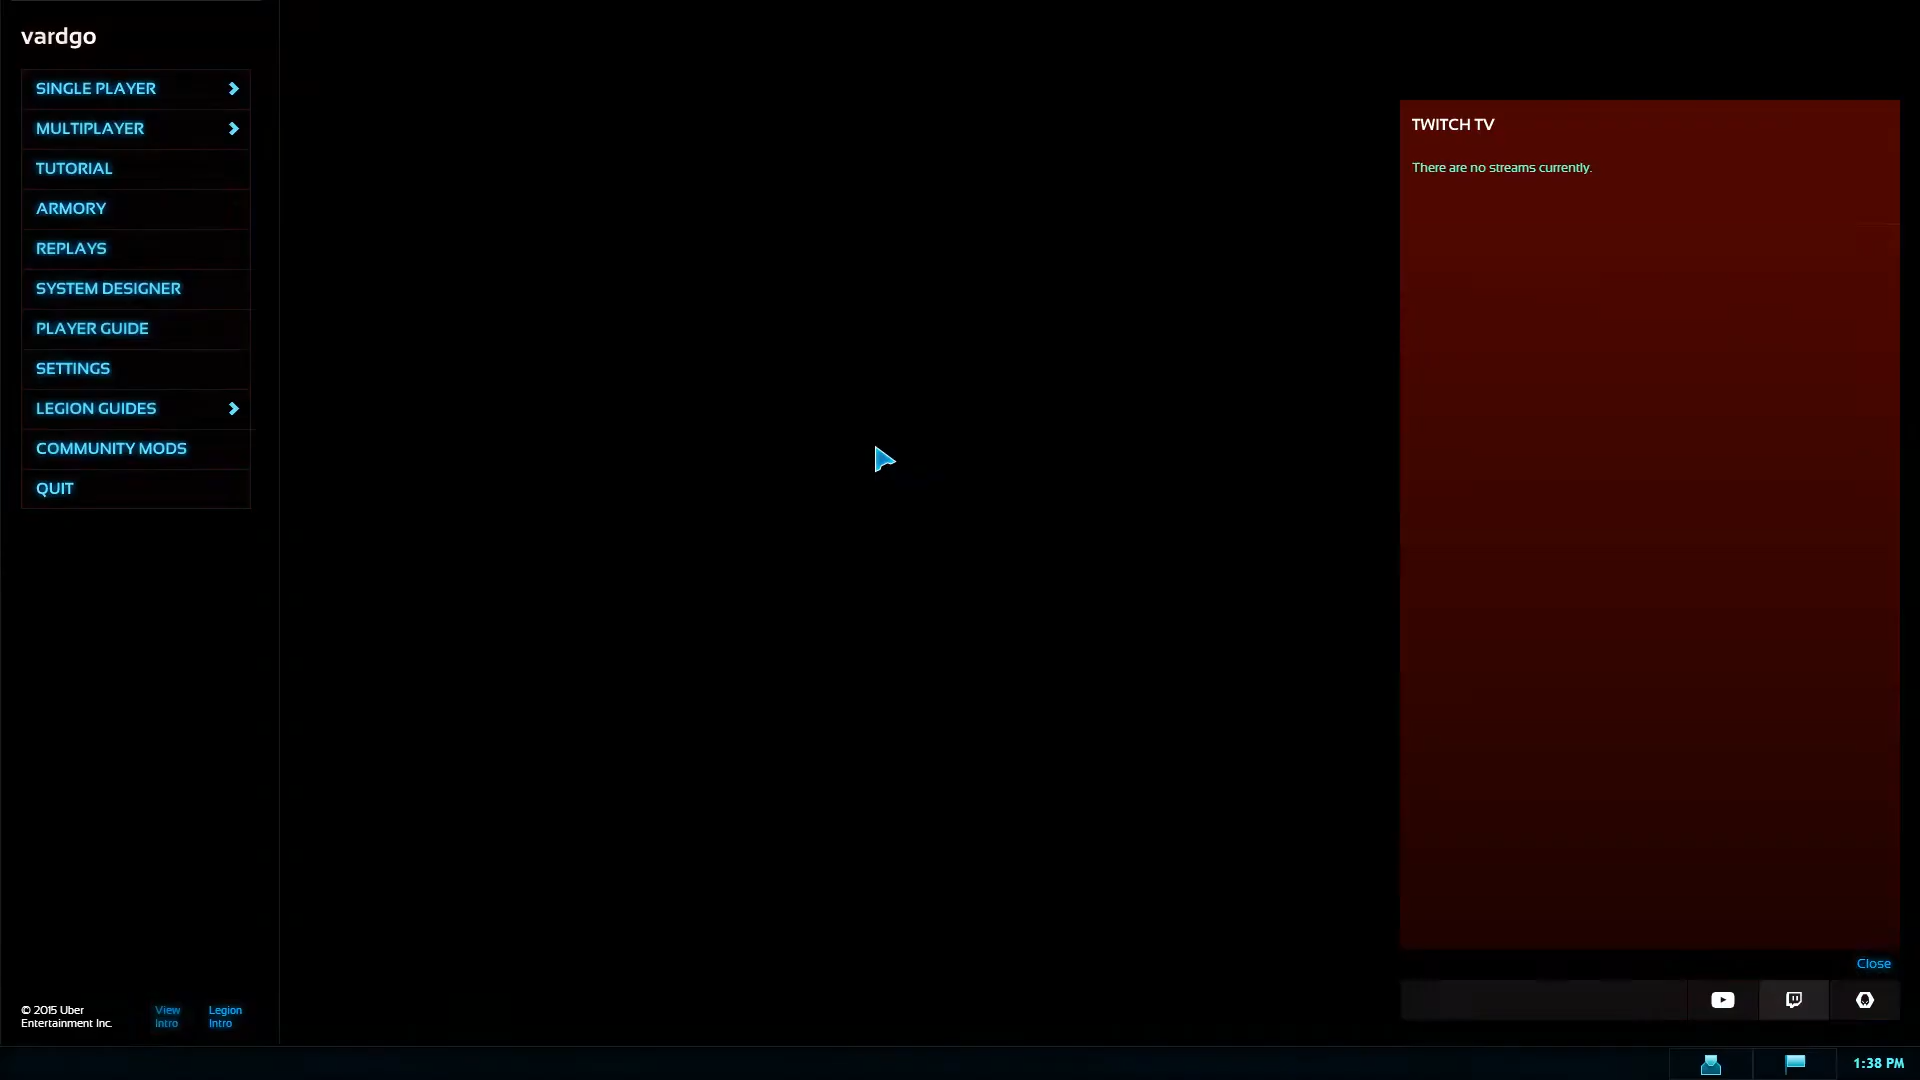 vardgo
SINGLE PLAYER
MULTIPLAYER
TUTORIAL
ARMORY
REPLAYS
SYSTEM DESIGNER
PLAYER GUIDE
SETTINGS
LEGION GUIDES
COMMUNITY MODS
QUIT
© 2015 Uber
Entertainment Inc.
View
Intro
Legion
Intro
TWITCH TV
There are no streams currently.
Close
1:38 PM